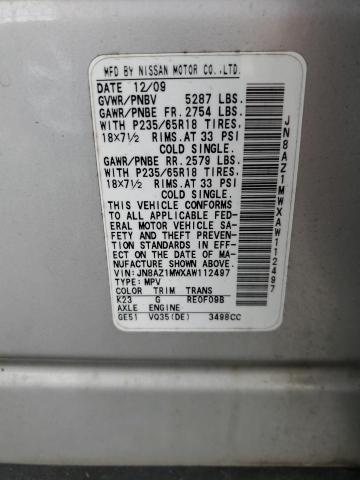 MFD BY NISSAN MOTOR CO.,LTD.
DATE 12/09
GVWR/PNBV 5287 LBS.
GAWR/PNBE FR. 2754 LBS.
WITH P235/65R18 TIRES,
18X7½ RIMS.AT 33 PSI
COLD SINGLE.
GAWR/PNBE RR. 2579 LBS.
WITH P235/65R18 TIRES,
18X7½ RIMS.AT 33 PSI
COLD SINGLE.
THIS VEHICLE CONFORMS
TO ALL APPLICABLE FED-
ERAL MOTOR VEHICLE SA-
FETY AND THEFT
PREVENTION STANDARDS IN EF-
FECT ON THE DATE OF MA-
NUFACTURE SHOWN ABOVE.
VIN:JN8AZ1MWXAW112497
TYPE:MPV
COLOR TRIM TRANS
K23 G RE0F09B
AXLE ENGINE
GE51 VQ35(DE) 3498CC
JN8AZ1MWXAW112497